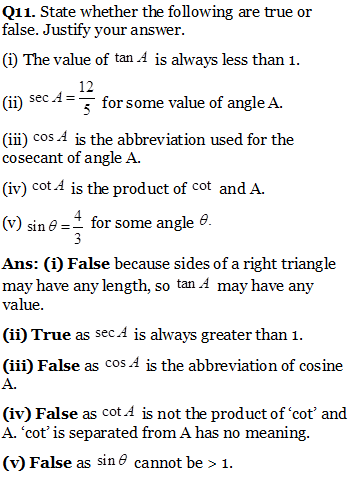 Q11. State whether the following are true or
false. Justify your answer.
(i) The value of tan A is always less than 1.
(ii) sec A = 12/5 for some value of angle A.
(iii) cos A is the abbreviation used for the
cosecant of angle A.
(iv) cot A is the product of cot and A.
(v) sin θ = 4/3 for some angle θ.
Ans: (i) False because sides of a right triangle
may have any length, so tan A may have any
value.
(ii) True as sec A is always greater than 1.
(iii) False as cos A is the abbreviation of cosine
A.
(iv) False as cot A is not the product of ‘cot’ and
A. ‘cot’ is separated from A has no meaning.
(v) False as sin θ cannot be > 1.